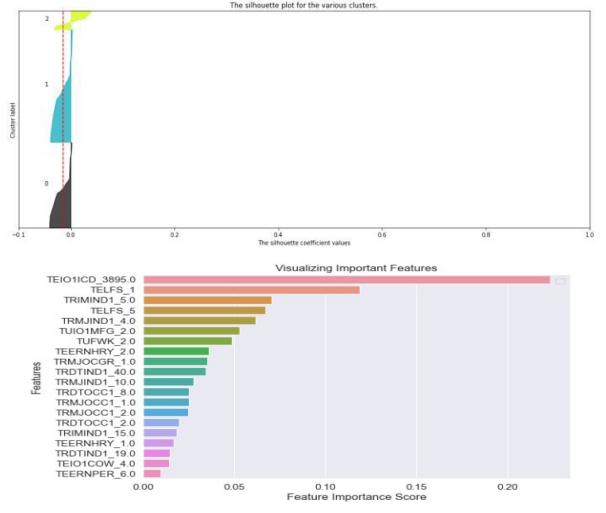 The silhouette plot for the various clusters.
2
1
0
Cluster label
−0.1 0.0 0.2 0.4 0.6 0.8 1.0
The silhouette coefficient values
Visualizing Important Features
TEIO1ICD_3895.0
TELFS_1
TRIMIND1_5.0
TELFS_5
TRMJIND1_4.0
TUIO1MFG_2.0
TUFWK_2.0
TEERNHRY_2.0
TRMJOCGR_1.0
TRDTIND1_40.0
TRMJIND1_10.0
TRDTOCC1_8.0
TRMJOCC1_1.0
TRMJOCC1_2.0
TRDTOCC1_2.0
TRIMIND1_15.0
TEERNHRY_1.0
TRDTIND1_19.0
TEIO1COW_4.0
TEERNPER_6.0
Features
0.00 0.05 0.10 0.15 0.20
Feature Importance Score